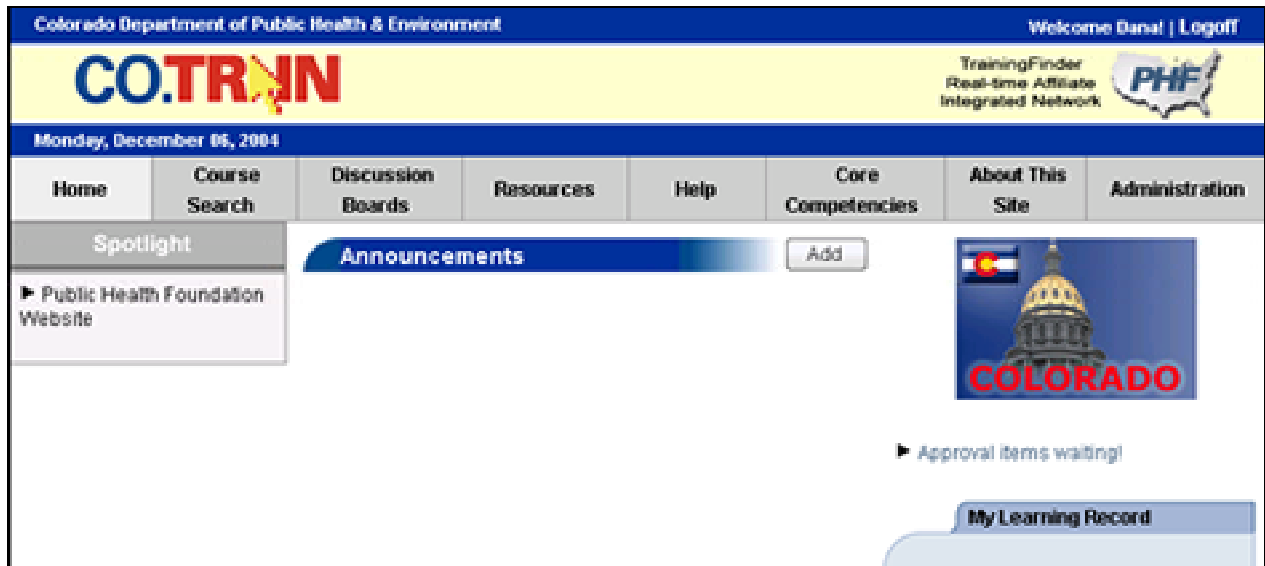 Colorado Department of Public Health & Environment
Welcome Dana! | Logoff
CO.TRAIN
TrainingFinder
Real-time Affiliate
Integrated Network
PHF
Monday, December 06, 2004
Home
Course
Search
Discussion
Boards
Resources
Help
Core
Competencies
About This
Site
Administration
Spotlight
Public Health Foundation
Website
Announcements
Add
C
COLORADO
Approval items waiting!
My Learning Record